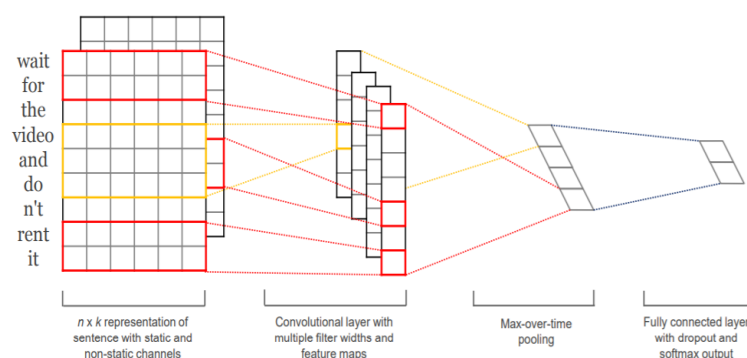 wait
for
the
video
and
do
n't
rent
it
n x k representation of
sentence with static and
non-static channels
Convolutional layer with
multiple filter widths and
feature maps
Max-over-time
pooling
Fully connected layer
with dropout and
softmax output